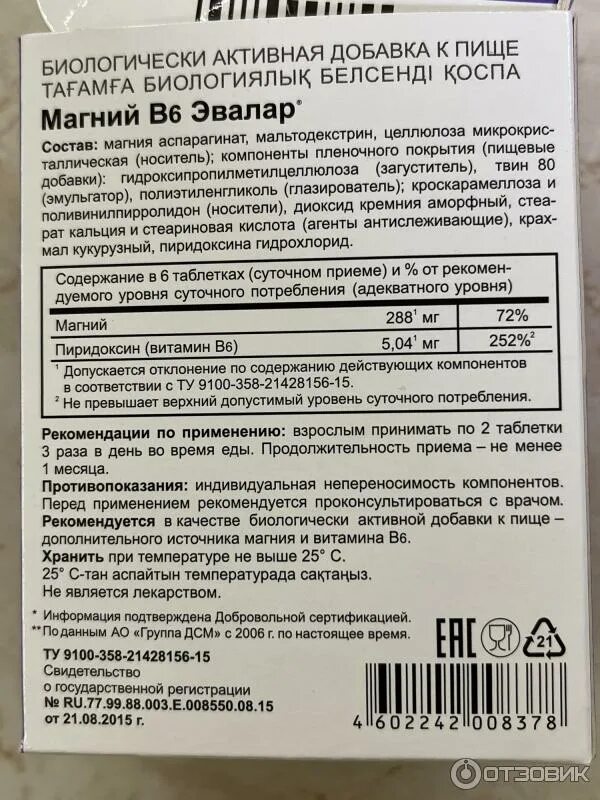 БИОЛОГИЧЕСКИ АКТИВНАЯ ДОБАВКА К ПИЩЕ
ТАҒАМҒА БИОЛОГИЯЛЫҚ БЕЛСЕНДІ ҚОСПА
Магний В6 Эвалар®
Состав: магния аспарагинат, мальтодекстрин, целлюлоза микрокрис-
таллическая (носитель); компоненты пленочного покрытия (пищевые
добавки): гидроксипропилметилцеллюлоза (загуститель), твин 80
(эмульгатор), полиэтиленгликоль (глазирователь); кроскарамеллоза и
поливинилпирролидон (носители), диоксид кремния аморфный, стеа-
рат кальция и стеариновая кислота (агенты антислеживающие), крах-
мал кукурузный, пиридоксина гидрохлорид.
Содержание в 6 таблетках (суточном приеме) и % от рекомен-
дуемого уровня суточного потребления (адекватного уровня)
Магний 288¹ мг 72%
Пиридоксин (витамин В6) 5,04¹ мг 252%²
¹ Допускается отклонение по содержанию действующих компонентов
в соответствии с ТУ 9100-358-21428156-15.
² Не превышает верхний допустимый уровень суточного потребления.
Рекомендации по применению: взрослым принимать по 2 таблетки
3 раза в день во время еды. Продолжительность приема – не менее
1 месяца.
Противопоказания: индивидуальная непереносимость компонентов.
Перед применением рекомендуется проконсультироваться с врачом.
Рекомендуется в качестве биологически активной добавки к пище –
дополнительного источника магния и витамина В6.
Хранить при температуре не выше 25° С.
25° С-тан аспайтын температурада сақтаңыз.
Не является лекарством.
* Информация подтверждена Добровольной сертификацией.
** По данным АО «Группа ДСМ» с 2006 г. по настоящее время.
ЕАС
21
ТУ 9100-358-21428156-15
Свидетельство
о государственной регистрации
№ RU.77.99.88.003.Е.008550.08.15
от 21.08.2015 г.
4 602242 008378
ОТЗОВИК